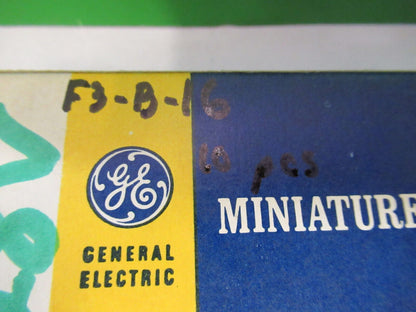 F3-B-16
10 pcs
GE
MINIATURE
GENERAL
ELECTRIC